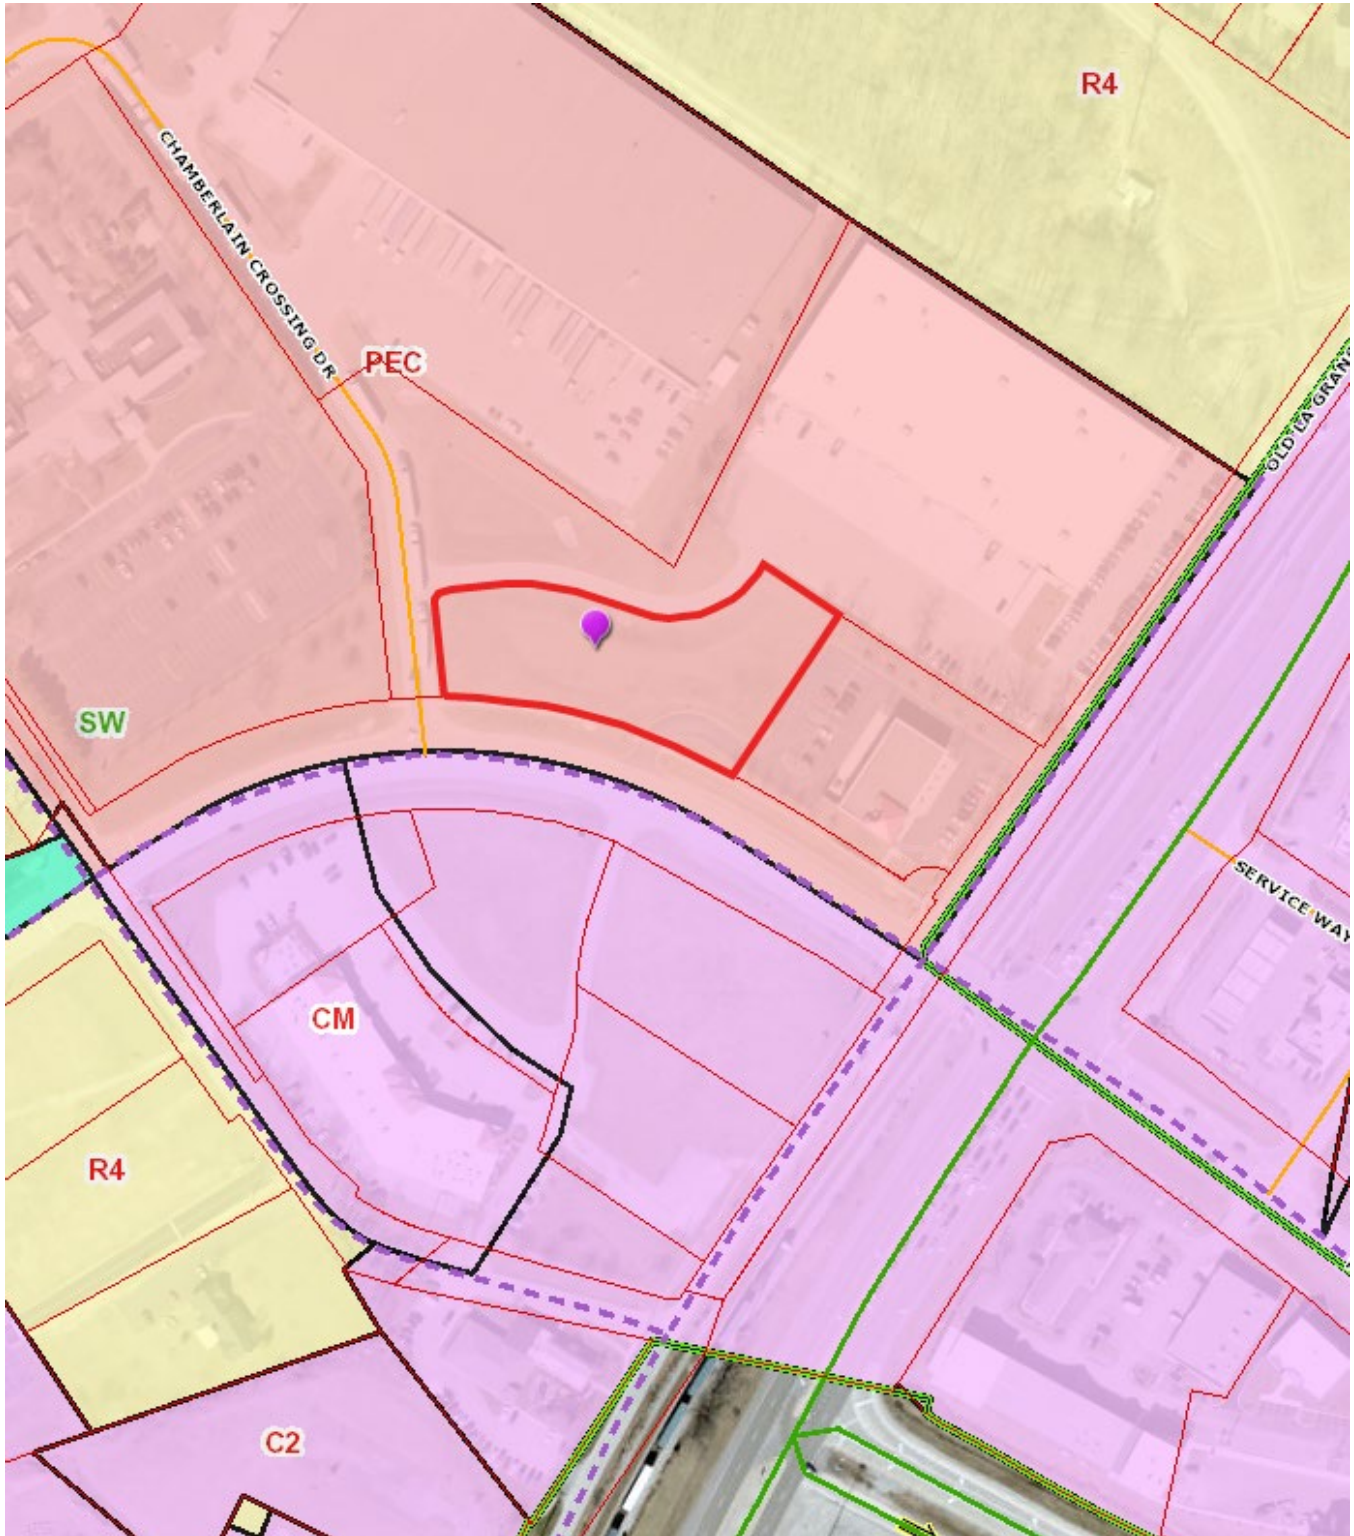 R4
CHAMBERLAIN CROSSING DR
PEC
OLD LA GRAN
SW
SERVICE WAY
CM
R4
C2